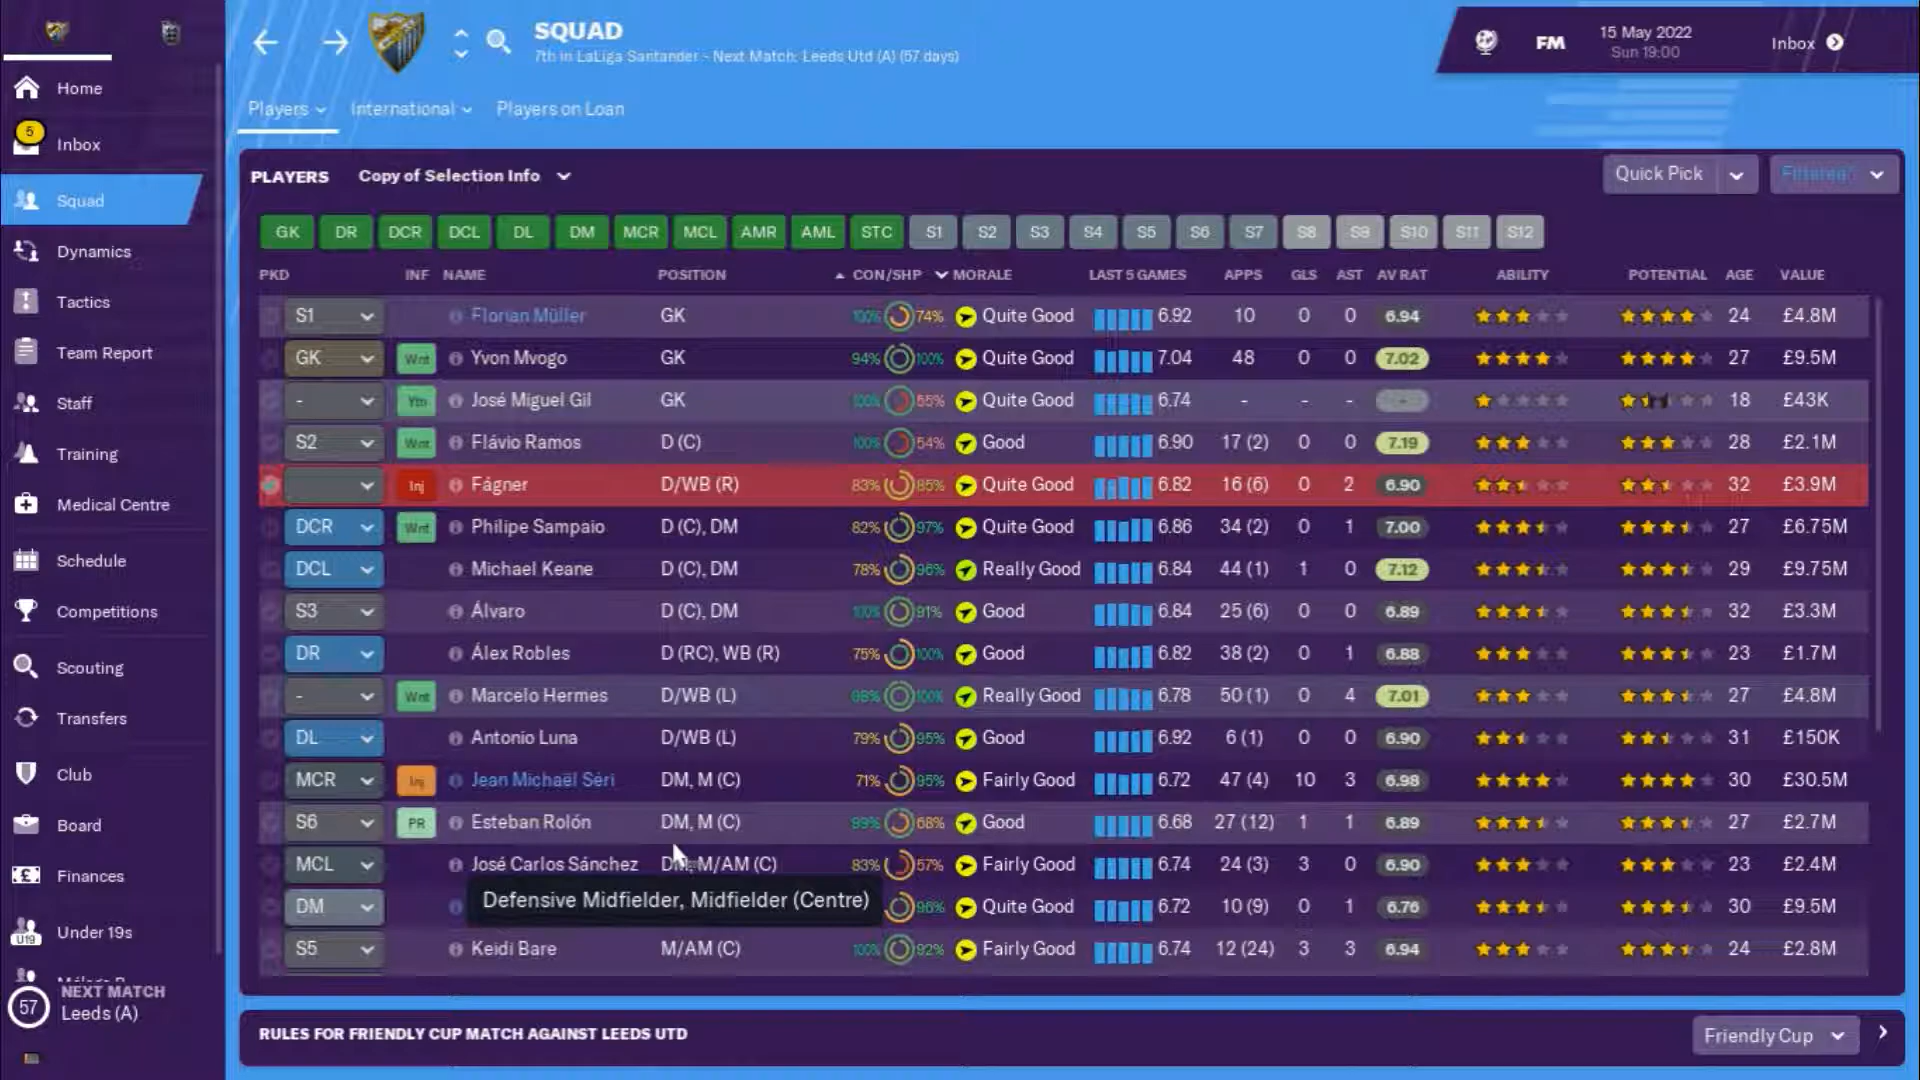 SQUAD
7th in LaLiga Santander - Next Match: Leeds Utd (A) (57 days)
FM
15 May 2022
Sun 19:00
Inbox
Home
5
Inbox
Squad
Dynamics
Tactics
Team Report
Staff
Training
Medical Centre
Schedule
Competitions
Scouting
Transfers
Club
Board
Finances
U19
Under 19s
57
NEXT MATCH
Leeds (A)
Players International Players on Loan
PLAYERS Copy of Selection Info Quick Pick
GK DR DCR DCL DL DM MCR MCL AMR AML STC S1 S2 S3 S4 S5 S6 S7 S8 S9 S10 S11 S12
PKD INF NAME POSITION CON/SHP MORALE LAST 5 GAMES APPS GLS AST AV RAT ABILITY POTENTIAL AGE VALUE
S1 Florian Müller GK 100% 74% Quite Good 6.92 10 0 0 6.94 24 £4.8M
GK Wnt Yvon Mvogo GK 94% 100% Quite Good 7.04 48 0 0 7.02 27 £9.5M
- Yth José Miguel Gil GK 100% 55% Quite Good 6.74 - - - - 18 £43K
S2 Wnt Flávio Ramos D (C) 100% 54% Good 6.90 17 (2) 0 0 7.19 28 £2.1M
Inj Fágner D/WB (R) 83% 85% Quite Good 6.82 16 (6) 0 2 6.90 32 £3.9M
DCR Wnt Philipe Sampaio D (C), DM 82% 97% Quite Good 6.86 34 (2) 0 1 7.00 27 £6.75M
DCL Michael Keane D (C), DM 78% 96% Really Good 6.84 44 (1) 1 0 7.12 29 £9.75M
S3 Álvaro D (C), DM 100% 91% Good 6.84 25 (6) 0 0 6.89 32 £3.3M
DR Álex Robles D (RC), WB (R) 75% 100% Good 6.82 38 (2) 0 1 6.88 23 £1.7M
- Wnt Marcelo Hermes D/WB (L) 98% 100% Really Good 6.78 50 (1) 0 4 7.01 27 £4.8M
DL Antonio Luna D/WB (L) 79% 95% Good 6.92 6 (1) 0 0 6.90 31 £150K
MCR Inj Jean Michaël Séri DM, M (C) 71% 95% Fairly Good 6.72 47 (4) 10 3 6.98 30 £30.5M
S6 PR Esteban Rolón DM, M (C) 99% 68% Good 6.68 27 (12) 1 1 6.89 27 £2.7M
MCL José Carlos Sánchez DM, M/AM (C) 83% 57% Fairly Good 6.74 24 (3) 3 0 6.90 23 £2.4M
DM 96% Quite Good 6.72 10 (9) 0 1 6.76 30 £9.5M
Defensive Midfielder, Midfielder (Centre)
S5 Keidi Bare M/AM (C) 100% 92% Fairly Good 6.74 12 (24) 3 3 6.94 24 £2.8M
RULES FOR FRIENDLY CUP MATCH AGAINST LEEDS UTD Friendly Cup